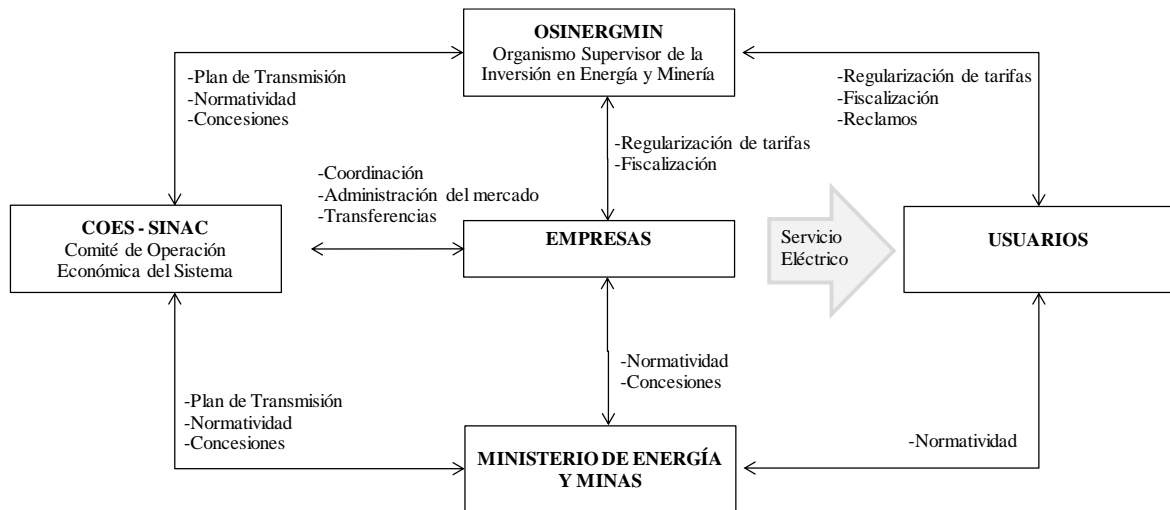 OSINERGMIN
Organismo Supervisor de la
Inversión en Energía y Minería
-Plan de Transmisión
-Normatividad
-Concesiones
-Regularización de tarifas
-Fiscalización
-Reclamos
-Regularización de tarifas
-Fiscalización
-Coordinación
-Administración del mercado
-Transferencias
COES - SINAC
Comité de Operación
Económica del Sistema
EMPRESAS
Servicio
Eléctrico
USUARIOS
-Normatividad
-Concesiones
-Plan de Transmisión
-Normatividad
-Concesiones
-Normatividad
MINISTERIO DE ENERGÍA
Y MINAS